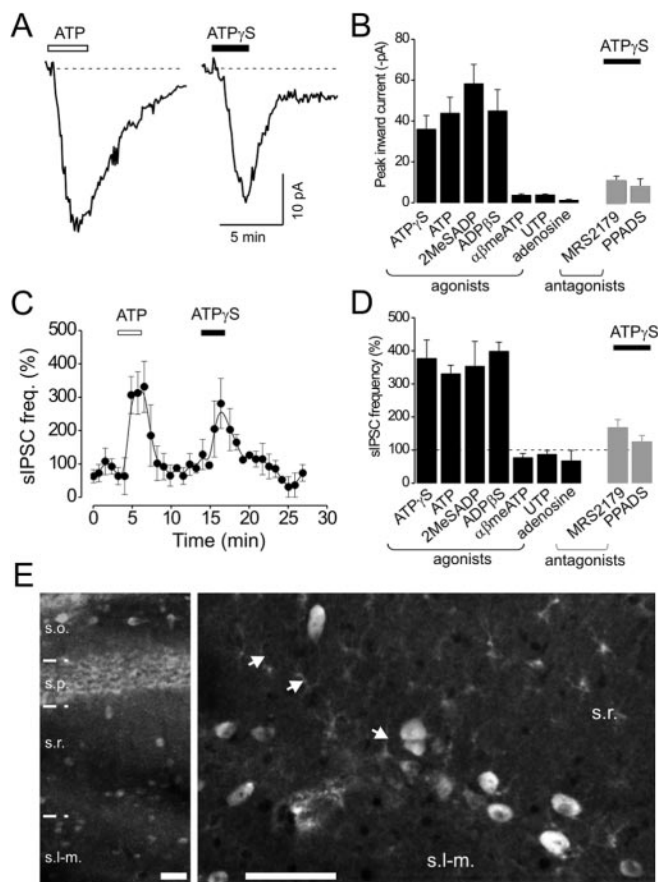 A
ATP
ATPγS
10 pA
5 min
B
ATPγS
Peak inward current (-pA)
80
60
40
20
0
ATPγS
ATP
2MeSADP
ADPβS
αβmeATP
UTP
adenosine
MRS2179
PPADS
agonists
antagonists
C
ATP
ATPγS
sIPSC freq. (%)
500
400
300
200
100
0
0 5 10 15 20 25 30
Time (min)
D
ATPγS
sIPSC frequency (%)
500
400
300
200
100
0
ATPγS
ATP
2MeSADP
ADPβS
αβmeATP
UTP
adenosine
MRS2179
PPADS
agonists
antagonists
E
s.o.
s.p.
s.r.
s.l-m.
s.r.
s.l-m.